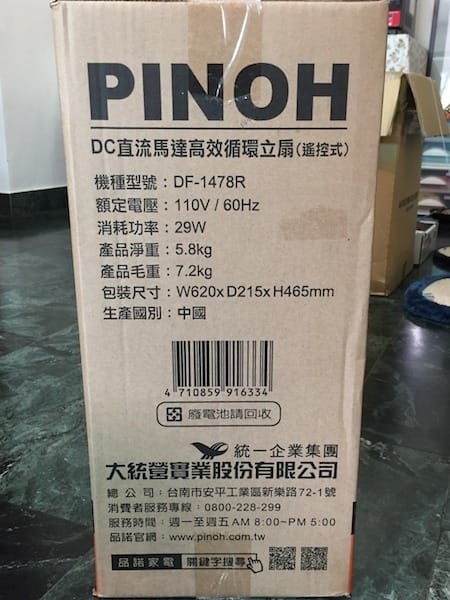 PINOH
DC直流馬達高效循環立扇(遙控式)
機種型號：DF-1478R
額定電壓：110V / 60Hz
消耗功率：29W
產品淨重：5.8kg
產品毛重：7.2kg
包裝尺寸：W620xD215xH465mm
生產國別：中國
4 710859 916334
廢電池請回收
統一企業集團
大統營實業股份有限公司
總公司：台南市安平工業區新樂路72-1號
消費者服務專線：0800-228-299
服務時間：週一至週五AM 8:00~PM 5:00
品諾官網：www.pinoh.com.tw
品諾家電 關鍵字搜尋